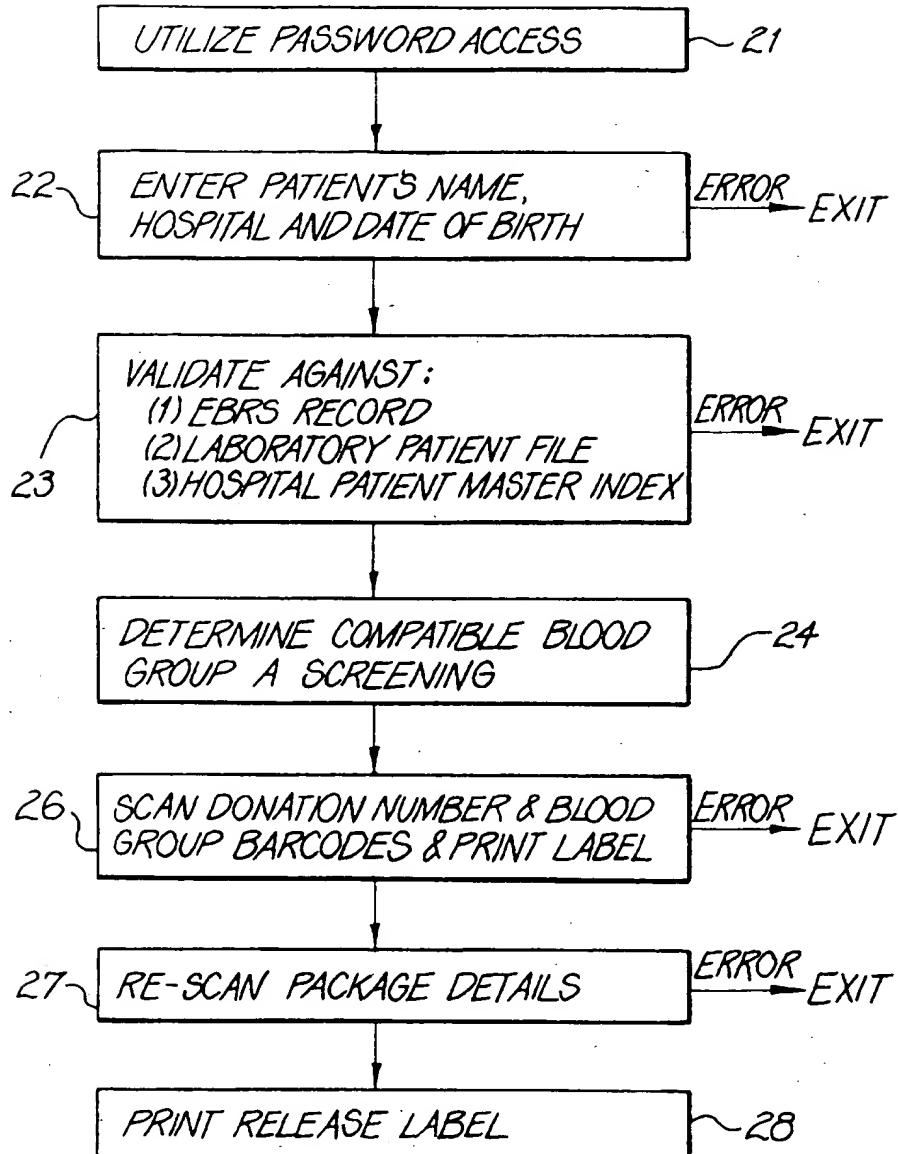 UTILIZE PASSWORD ACCESS
21
22
ENTER PATIENT'S NAME,
HOSPITAL AND DATE OF BIRTH
ERROR
EXIT
VALIDATE AGAINST:
(1) EBRS RECORD
(2) LABORATORY PATIENT FILE
(3) HOSPITAL PATIENT MASTER INDEX
23
ERROR
EXIT
DETERMINE COMPATIBLE BLOOD
GROUP A SCREENING
24
26
SCAN DONATION NUMBER & BLOOD
GROUP BARCODES & PRINT LABEL
ERROR
EXIT
27
RE-SCAN PACKAGE DETAILS
ERROR
EXIT
PRINT RELEASE LABEL
28